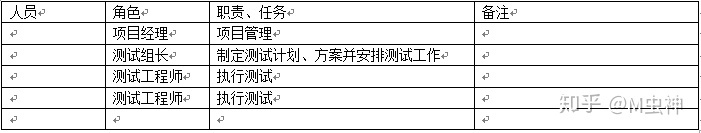 人员 角色 职责、任务 备注
项目经理 项目管理
测试组长 制定测试计划、方案并安排测试工作
测试工程师 执行测试
测试工程师 执行测试
知乎 @M虫神